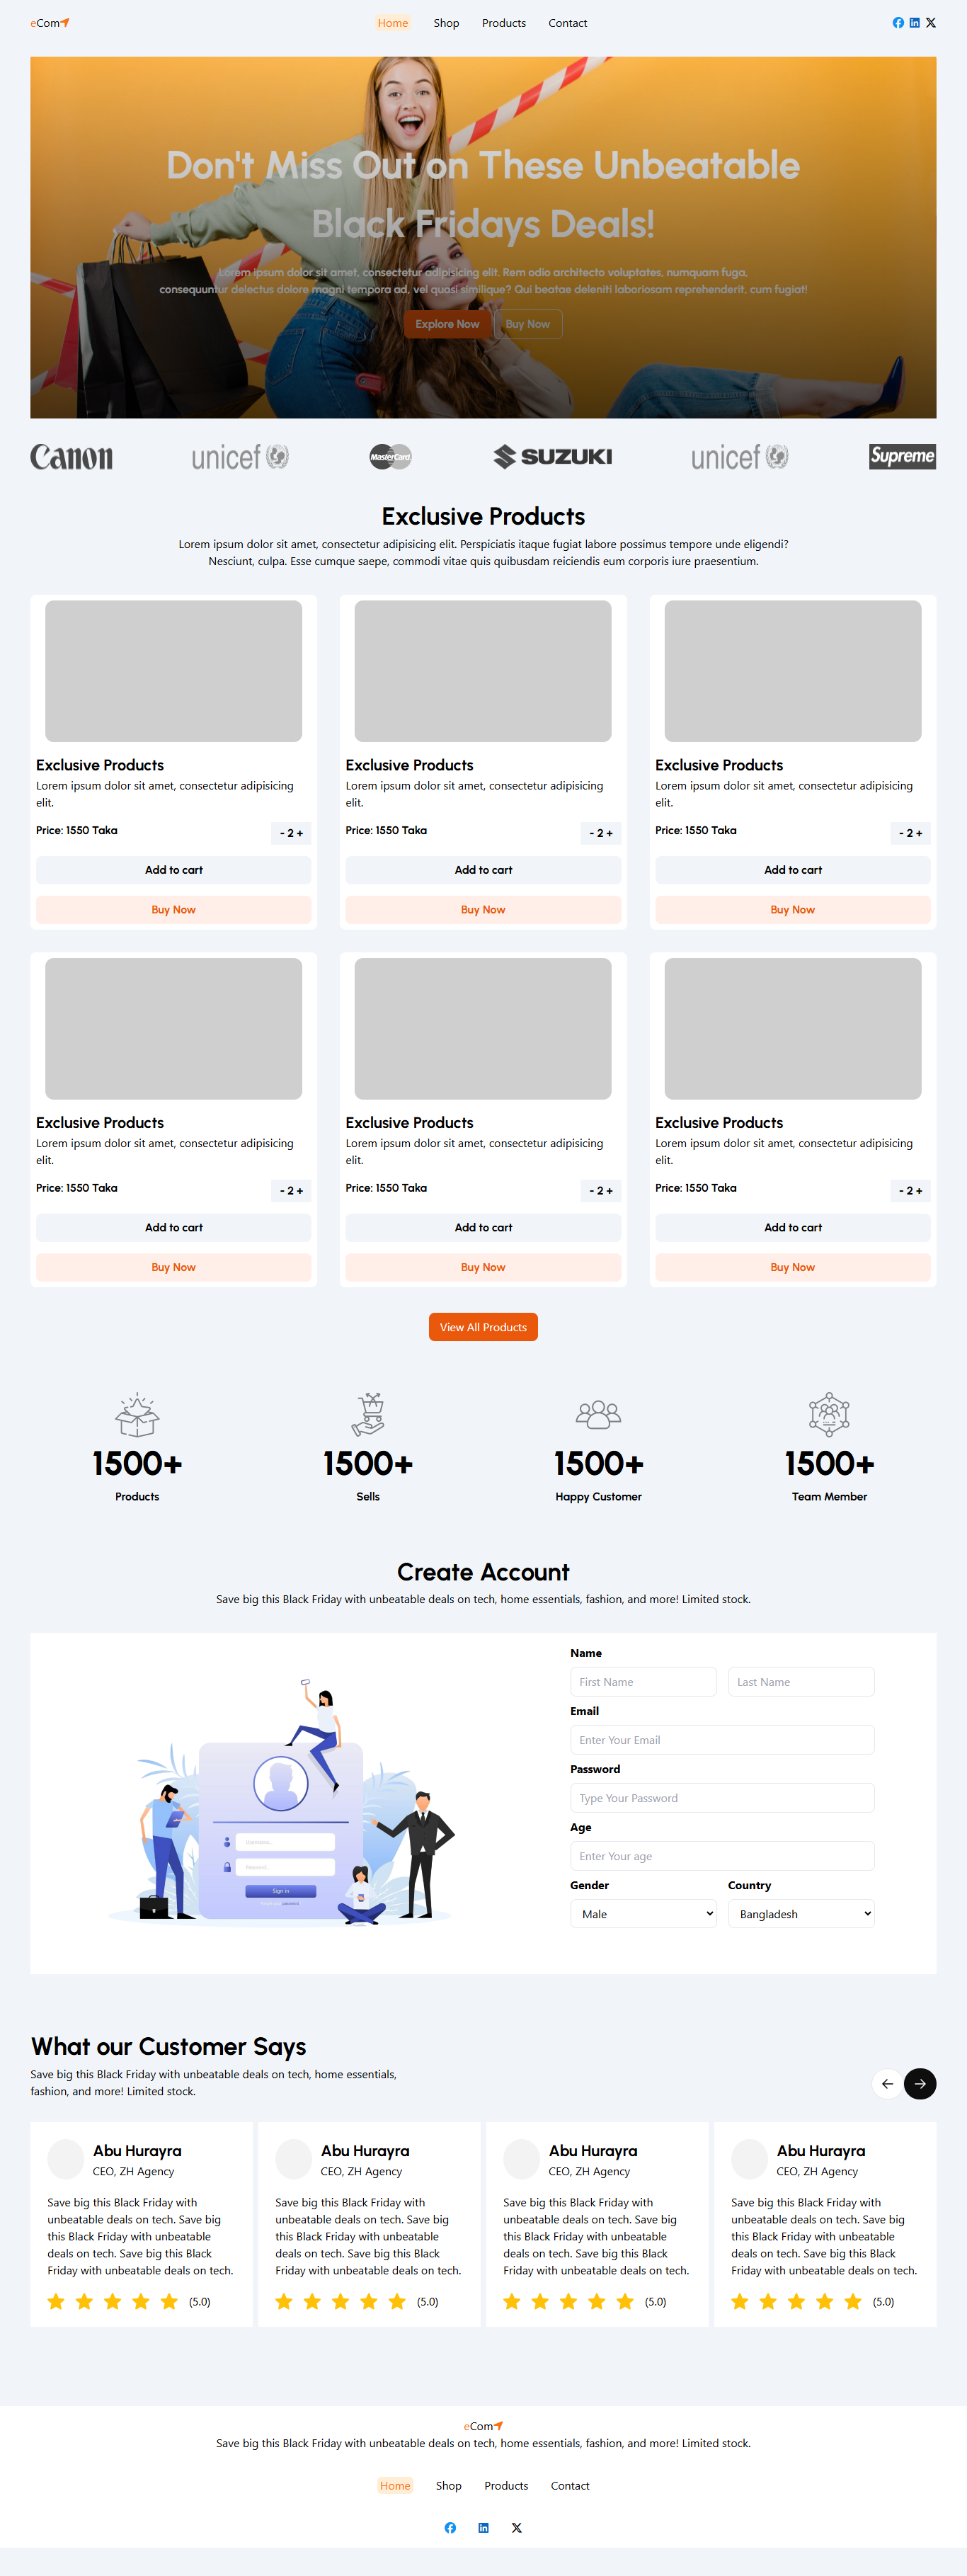 eCom
Home Shop Products Contact
Don't Miss Out on These Unbeatable
Black Fridays Deals!
Lorem ipsum dolor sit amet, consectetur adipisicing elit. Rem odio architecto voluptates, numquam fuga,
consequuntur delectus dolore magni tempora ad, vel quasi similique? Qui beatae deleniti laboriosam reprehenderit, cum fugiat!
Explore Now Buy Now
Canon unicef MasterCard SUZUKI unicef Supreme
Exclusive Products
Lorem ipsum dolor sit amet, consectetur adipisicing elit. Perspiciatis itaque fugiat labore possimus tempore unde eligendi?
Nesciunt, culpa. Esse cumque saepe, commodi vitae quis quibusdam reiciendis eum corporis iure praesentium.
Exclusive Products Exclusive Products Exclusive Products
Lorem ipsum dolor sit amet, consectetur adipisicing Lorem ipsum dolor sit amet, consectetur adipisicing Lorem ipsum dolor sit amet, consectetur adipisicing
elit. elit. elit.
Price: 1550 Taka - 2 + Price: 1550 Taka - 2 + Price: 1550 Taka - 2 +
Add to cart Add to cart Add to cart
Buy Now Buy Now Buy Now
Exclusive Products Exclusive Products Exclusive Products
Lorem ipsum dolor sit amet, consectetur adipisicing Lorem ipsum dolor sit amet, consectetur adipisicing Lorem ipsum dolor sit amet, consectetur adipisicing
elit. elit. elit.
Price: 1550 Taka - 2 + Price: 1550 Taka - 2 + Price: 1550 Taka - 2 +
Add to cart Add to cart Add to cart
Buy Now Buy Now Buy Now
View All Products
1500+ 1500+ 1500+ 1500+
Products Sells Happy Customer Team Member
Create Account
Save big this Black Friday with unbeatable deals on tech, home essentials, fashion, and more! Limited stock.
Name
First Name Last Name
Email
Enter Your Email
Password
Type Your Password
Age
Enter Your age
Gender Country
Male Bangladesh
Sign in
What our Customer Says
Save big this Black Friday with unbeatable deals on tech, home essentials,
fashion, and more! Limited stock.
Abu Hurayra Abu Hurayra Abu Hurayra Abu Hurayra
CEO, ZH Agency CEO, ZH Agency CEO, ZH Agency CEO, ZH Agency
Save big this Black Friday with Save big this Black Friday with Save big this Black Friday with Save big this Black Friday with
unbeatable deals on tech. Save big unbeatable deals on tech. Save big unbeatable deals on tech. Save big unbeatable deals on tech. Save big
this Black Friday with unbeatable this Black Friday with unbeatable this Black Friday with unbeatable this Black Friday with unbeatable
deals on tech. Save big this Black deals on tech. Save big this Black deals on tech. Save big this Black deals on tech. Save big this Black
Friday with unbeatable deals on tech. Friday with unbeatable deals on tech. Friday with unbeatable deals on tech. Friday with unbeatable deals on tech.
(5.0) (5.0) (5.0) (5.0)
eCom
Save big this Black Friday with unbeatable deals on tech, home essentials, fashion, and more! Limited stock.
Home Shop Products Contact